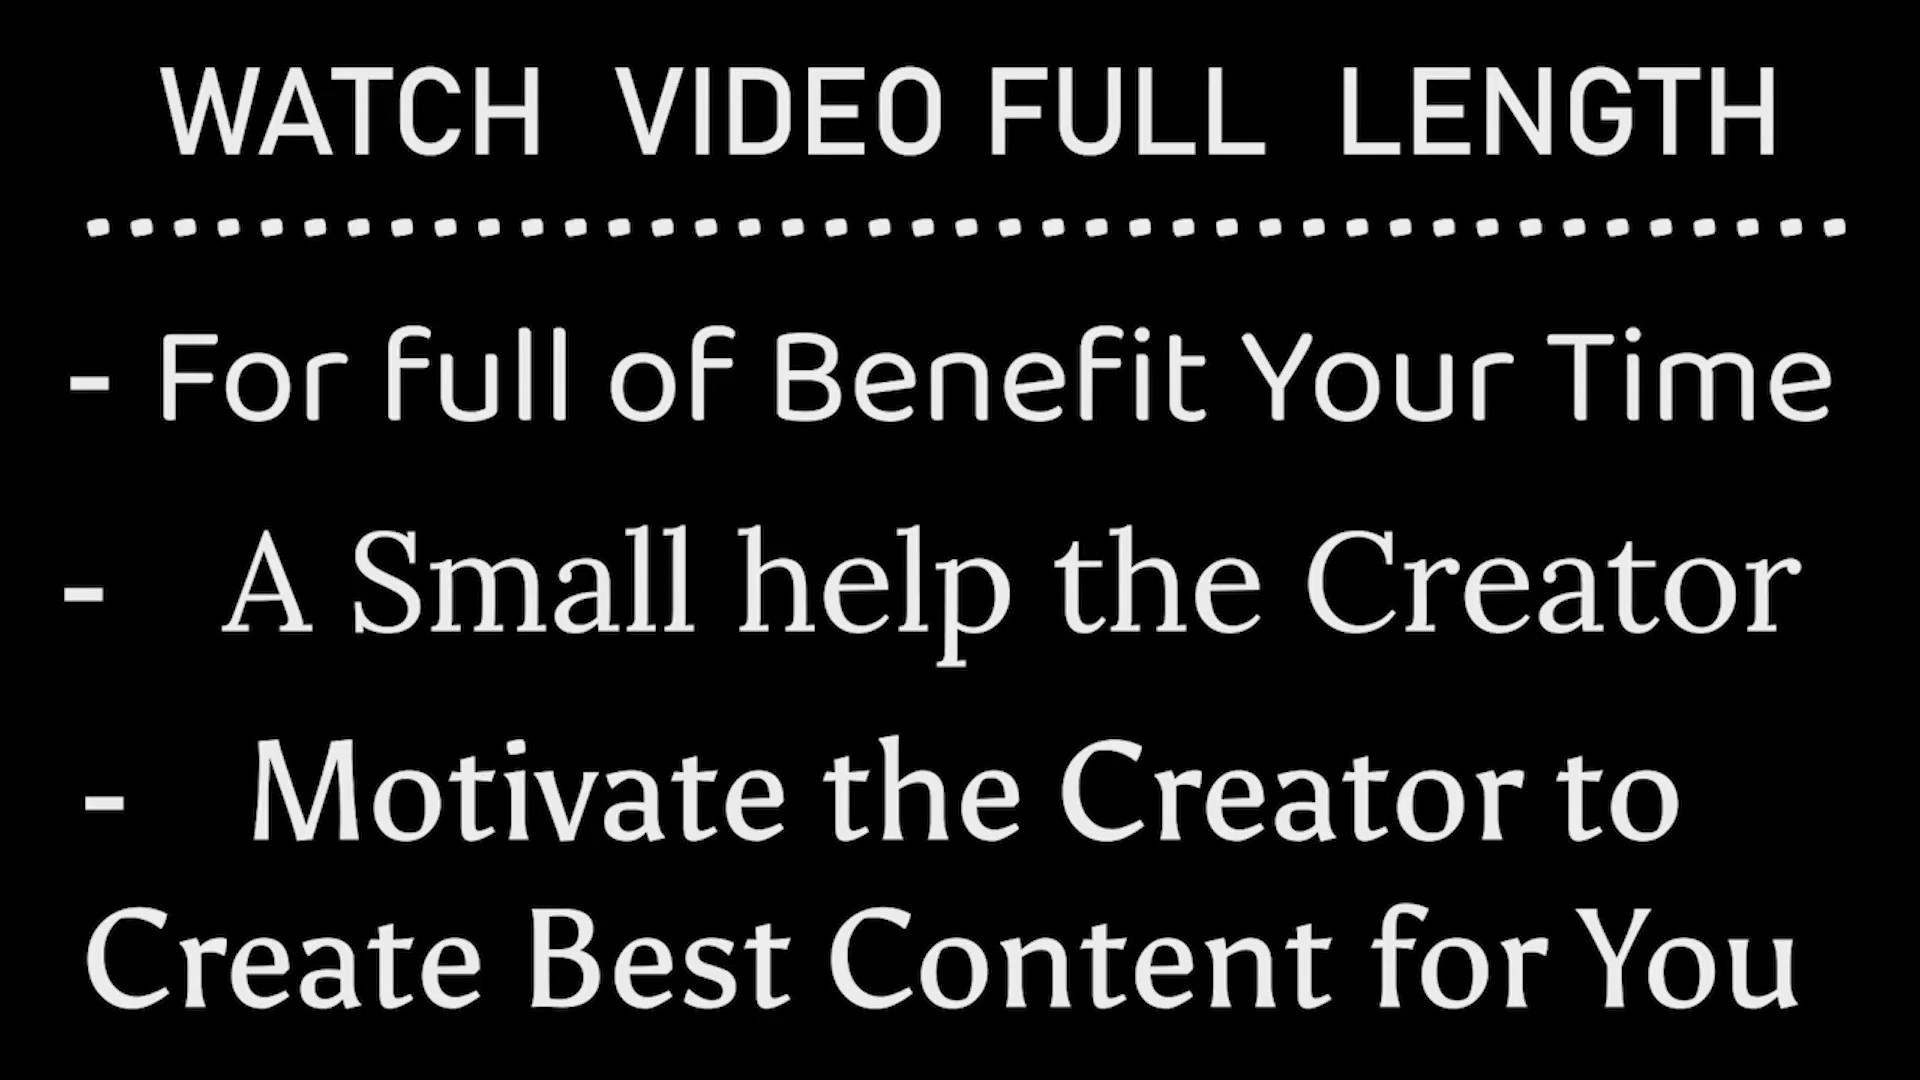 WATCH VIDEO FULL LENGTH
- For full of Benefit Your Time
- A Small help the Creator
- Motivate the Creator to
Create Best Content for You